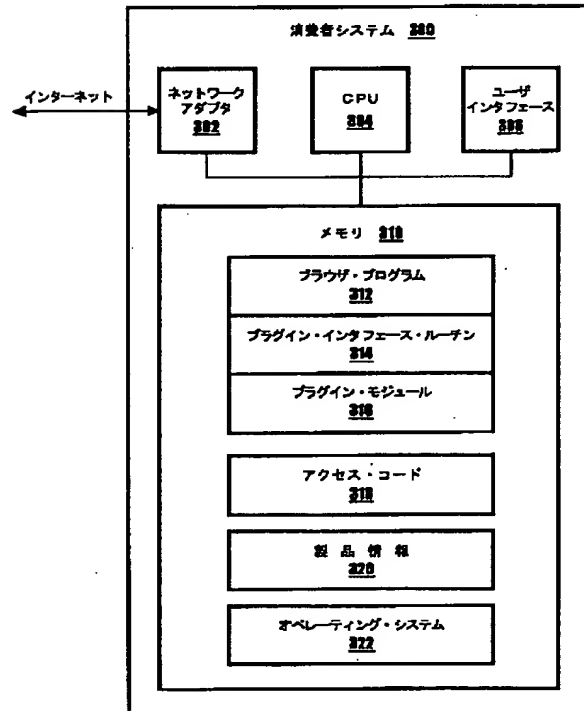 消費者システム 300
インターネット
ネットワーク
アダプタ
302
CPU
304
ユーザ
インタフェース
306
メモリ 310
ブラウザ・プログラム
312
プラグイン・インタフェース・ルーチン
314
プラグイン・モジュール
316
アクセス・コード
318
製品情報
320
オペレーティング・システム
322